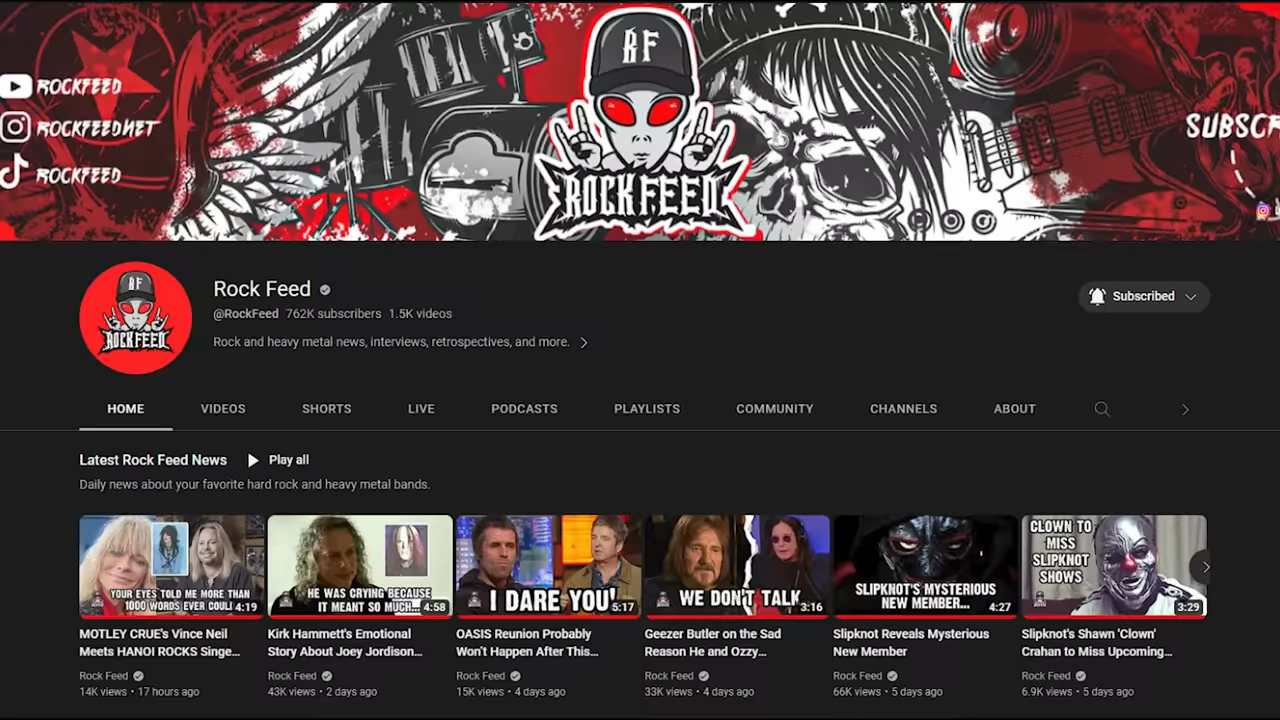 RF
ROCKFEED
ROCKFEEDNET
ROCKFEED
SUBSCR
ROCKFEED
RF
ROCKFEED
Rock Feed
@RockFeed 762K subscribers 1.5K videos
Rock and heavy metal news, interviews, retrospectives, and more.
Subscribed
HOME VIDEOS SHORTS LIVE PODCASTS PLAYLISTS COMMUNITY CHANNELS ABOUT
Latest Rock Feed News Play all
Daily news about your favorite hard rock and heavy metal bands.
YOUR EYES TOLD ME MORE THAN
1000 WORDS EVER COUL
4:19
MOTLEY CRUE's Vince Neil
Meets HANOI ROCKS Singe...
Rock Feed
14K views • 17 hours ago
HE WAS CRYING BECAUSE
IT MEANT SO MUCH...
4:58
Kirk Hammett's Emotional
Story About Joey Jordison...
Rock Feed
43K views • 2 days ago
I DARE YOU'
5:17
OASIS Reunion Probably
Won't Happen After This...
Rock Feed
15K views • 4 days ago
WE DON'T TALK
3:16
Geezer Butler on the Sad
Reason He and Ozzy...
Rock Feed
33K views • 4 days ago
SLIPKNOT'S MYSTERIOUS
NEW MEMBER...
4:27
Slipknot Reveals Mysterious
New Member
Rock Feed
66K views • 5 days ago
CLOWN TO
MISS
SLIPKNOT
SHOWS
3:29
Slipknot's Shawn 'Clown'
Crahan to Miss Upcoming...
Rock Feed
6.9K views • 5 days ago